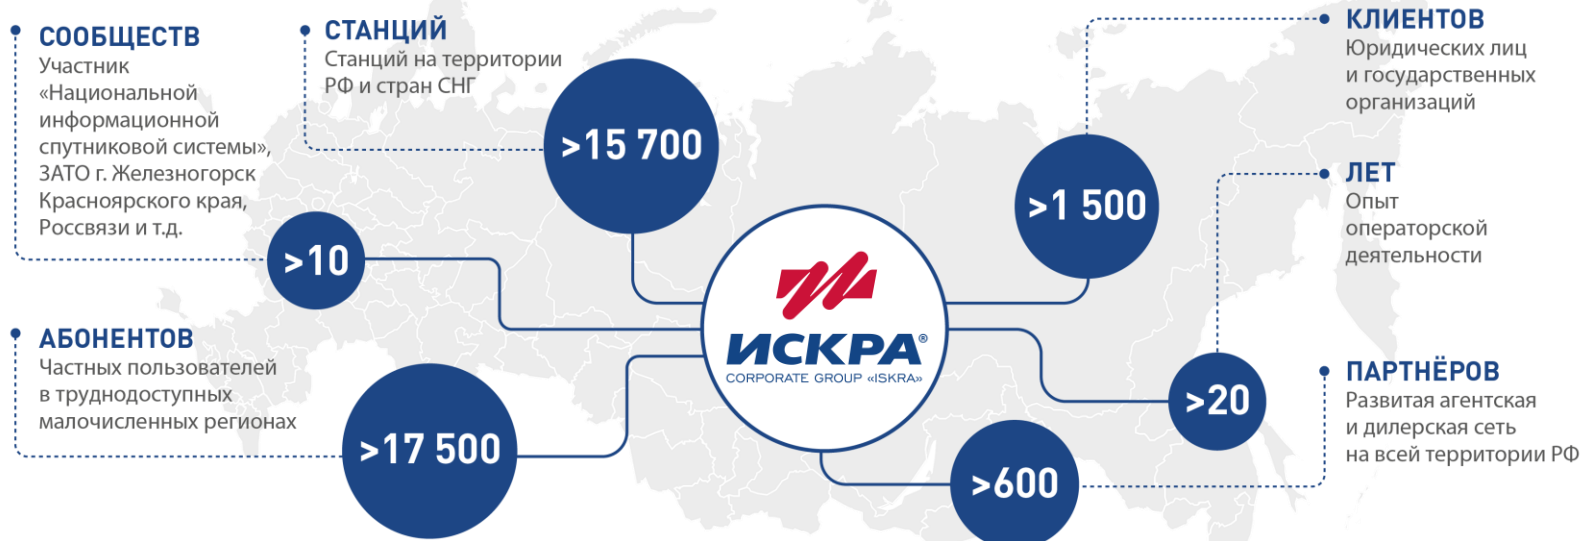 СООБЩЕСТВ
Участник
«Национальной
информационной
спутниковой системы»,
ЗАТО г. Железногорск
Красноярского края,
Россвязи и т.д.
>10
СТАНЦИЙ
Станций на территории
РФ и стран СНГ
>15 700
АБОНЕНТОВ
Частных пользователей
в труднодоступных
малочисленных регионах
>17 500
ИСКРА®
CORPORATE GROUP «ISKRA»
КЛИЕНТОВ
Юридических лиц
и государственных
организаций
>1 500
ЛЕТ
Опыт
операторской
деятельности
>20
ПАРТНЁРОВ
Развитая агентская
и дилерская сеть
на всей территории РФ
>600